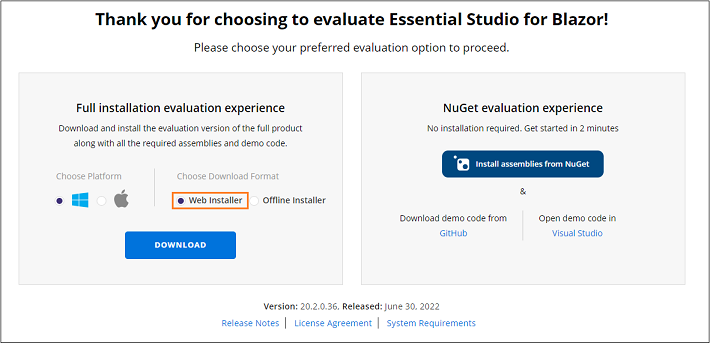 Thank you for choosing to evaluate Essential Studio for Blazor!
Please choose your preferred evaluation option to proceed.
Full installation evaluation experience
Download and install the evaluation version of the full product
along with all the required assemblies and demo code.
Choose Platform
Choose Download Format
Web Installer
Offline Installer
DOWNLOAD
NuGet evaluation experience
No installation required. Get started in 2 minutes
Install assemblies from NuGet
&
Download demo code from
GitHub
Open demo code in
Visual Studio
Version: 20.2.0.36, Released: June 30, 2022
Release Notes | License Agreement | System Requirements